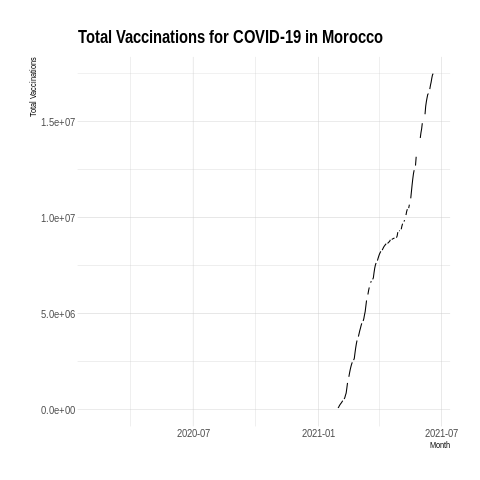 Total Vaccinations for COVID-19 in Morocco
Total Vaccinations
1.5e+07
1.0e+07
5.0e+06
0.0e+00
2020-07
2021-01
2021-07
Month